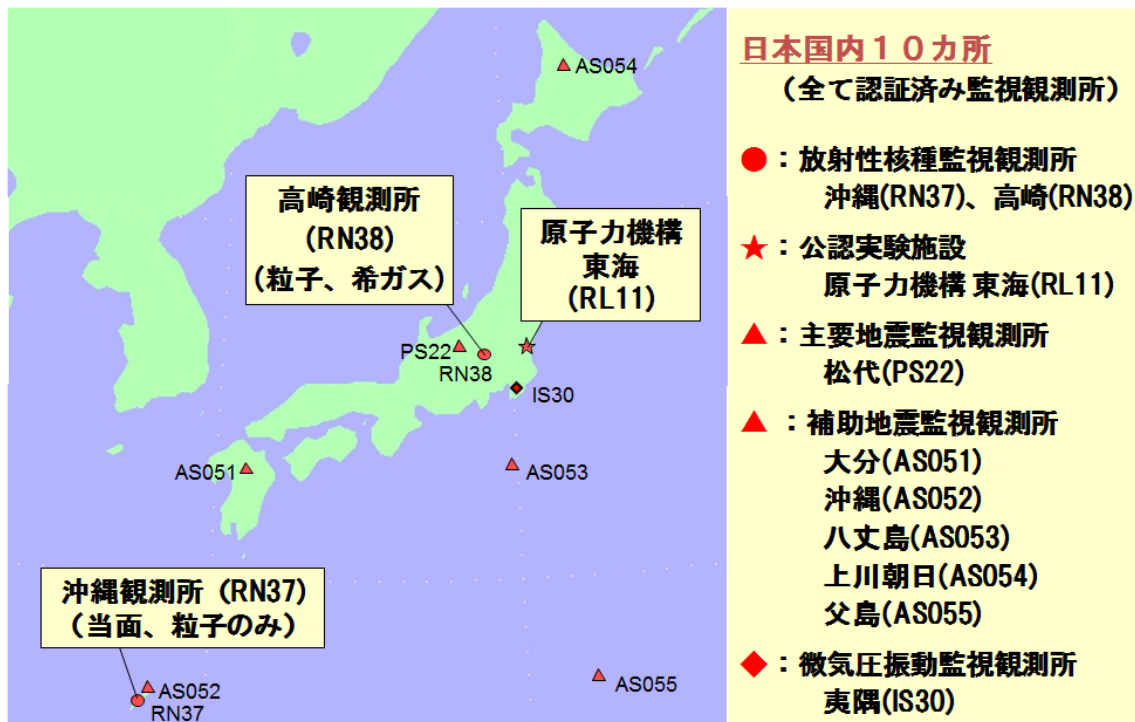 AS054
高崎観測所
(RN38)
(粒子、希ガス)
原子力機構
東海
(RL11)
PS22
RN38
IS30
AS051
AS053
沖縄観測所 (RN37)
(当面、粒子のみ)
AS052
RN37
AS055
日本国内10カ所
(全て認証済み監視観測所)
●:放射性核種監視観測所
沖縄(RN37)、高崎(RN38)
★:公認実験施設
原子力機構 東海(RL11)
▲:主要地震監視観測所
松代(PS22)
▲:補助地震監視観測所
大分(AS051)
沖縄(AS052)
八丈島(AS053)
上川朝日(AS054)
父島(AS055)
◆:微気圧振動監視観測所
夷隅(IS30)